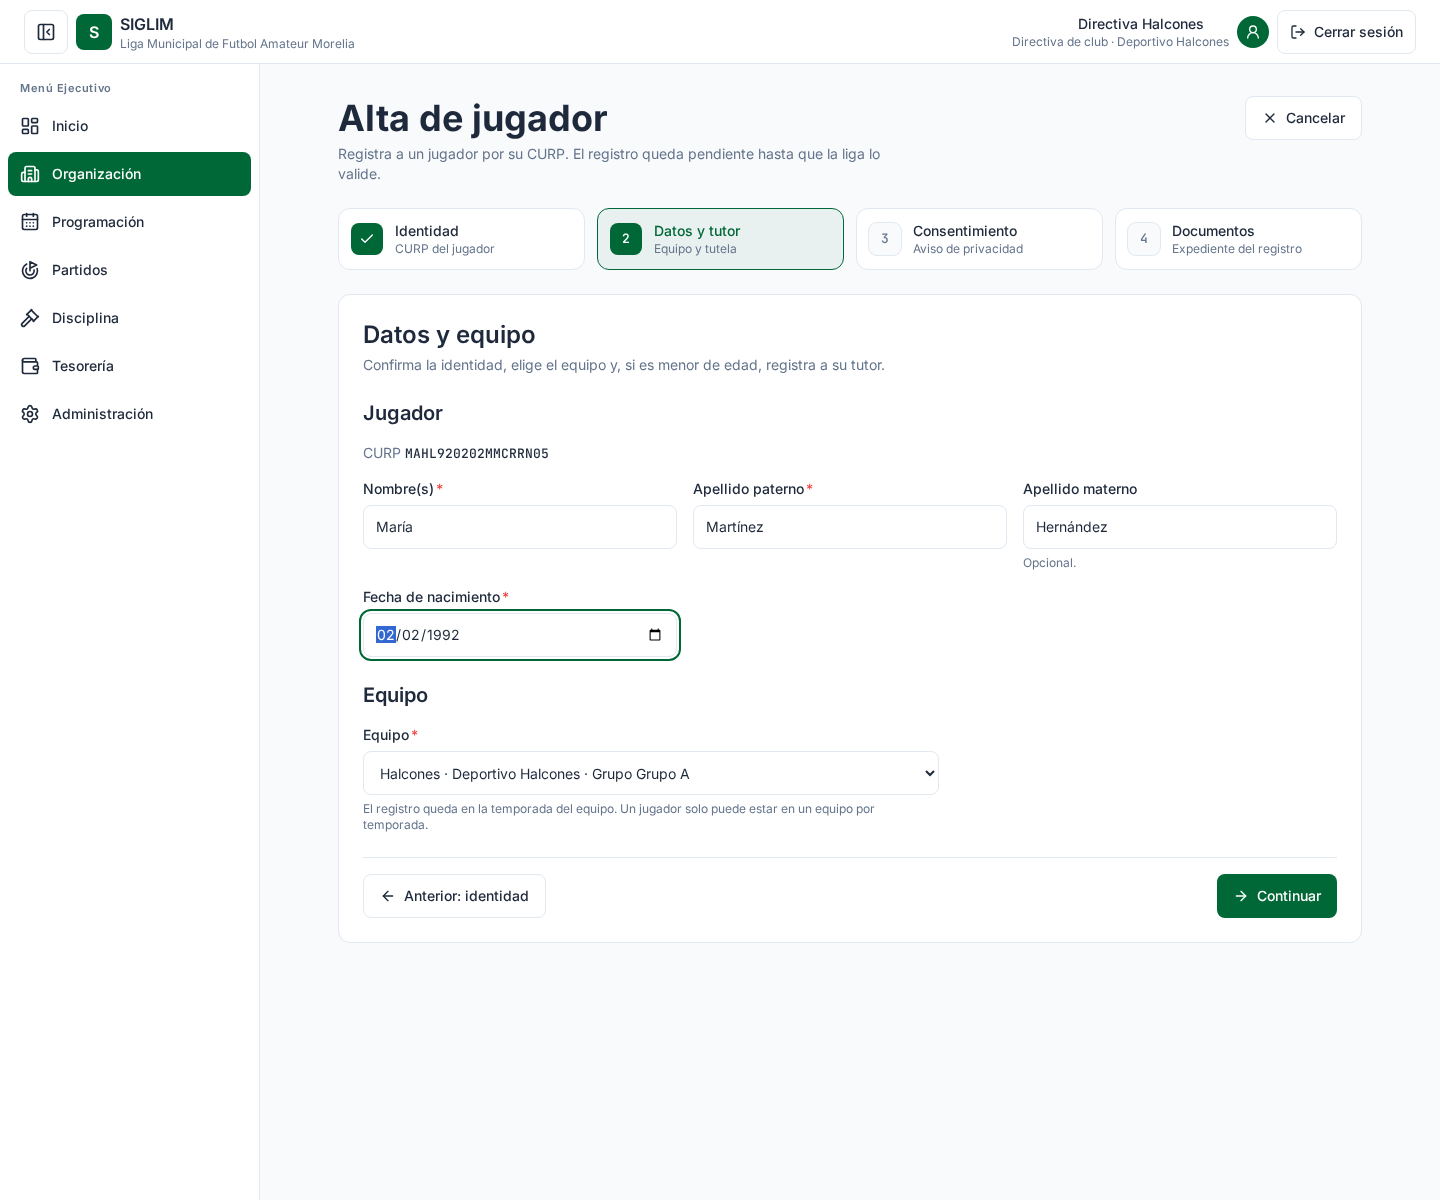 S
SIGLIM
Liga Municipal de Futbol Amateur Morelia
Directiva Halcones
Directiva de club · Deportivo Halcones
Cerrar sesión
Menú Ejecutivo
Inicio
Organización
Programación
Partidos
Disciplina
Tesorería
Administración
Alta de jugador
Cancelar
Registra a un jugador por su CURP. El registro queda pendiente hasta que la liga lo
valide.
Identidad
CURP del jugador
2
Datos y tutor
Equipo y tutela
3
Consentimiento
Aviso de privacidad
4
Documentos
Expediente del registro
Datos y equipo
Confirma la identidad, elige el equipo y, si es menor de edad, registra a su tutor.
Jugador
CURP MAHL920202MMCRRN05
Nombre(s) *
Apellido paterno *
Apellido materno
María
Martínez
Hernández
Opcional.
Fecha de nacimiento *
02/02/1992
Equipo
Equipo *
Halcones · Deportivo Halcones · Grupo Grupo A
El registro queda en la temporada del equipo. Un jugador solo puede estar en un equipo por
temporada.
Anterior: identidad
Continuar